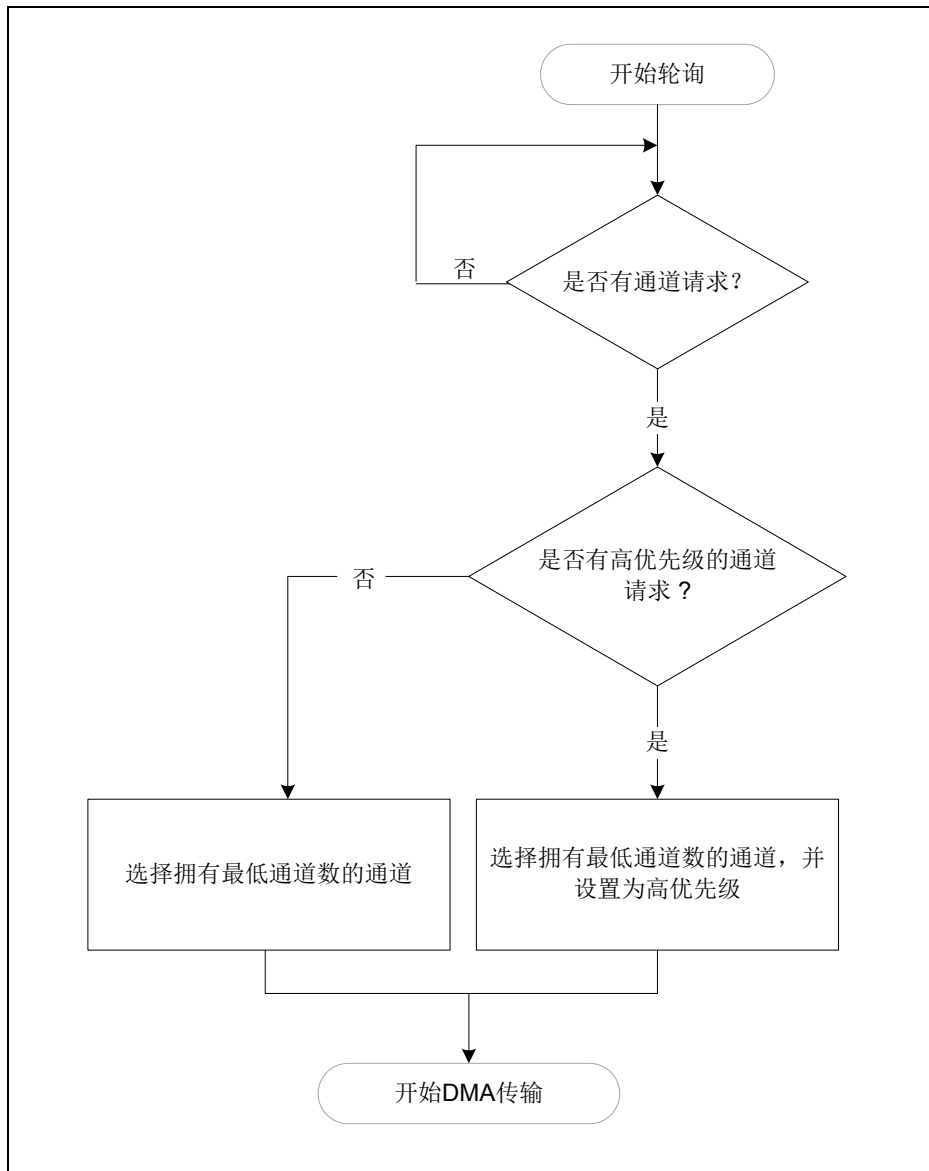 开始轮询
否
是否有通道请求？
是
是否有高优先级的通道
请求？
否
是
选择拥有最低通道数的通道
选择拥有最低通道数的通道，并
设置为高优先级
开始DMA传输